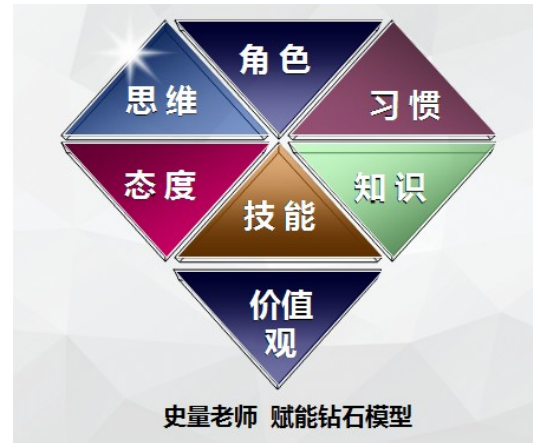 角色
思维
习惯
态度
技能
知识
价值
观
史量老师 赋能钻石模型